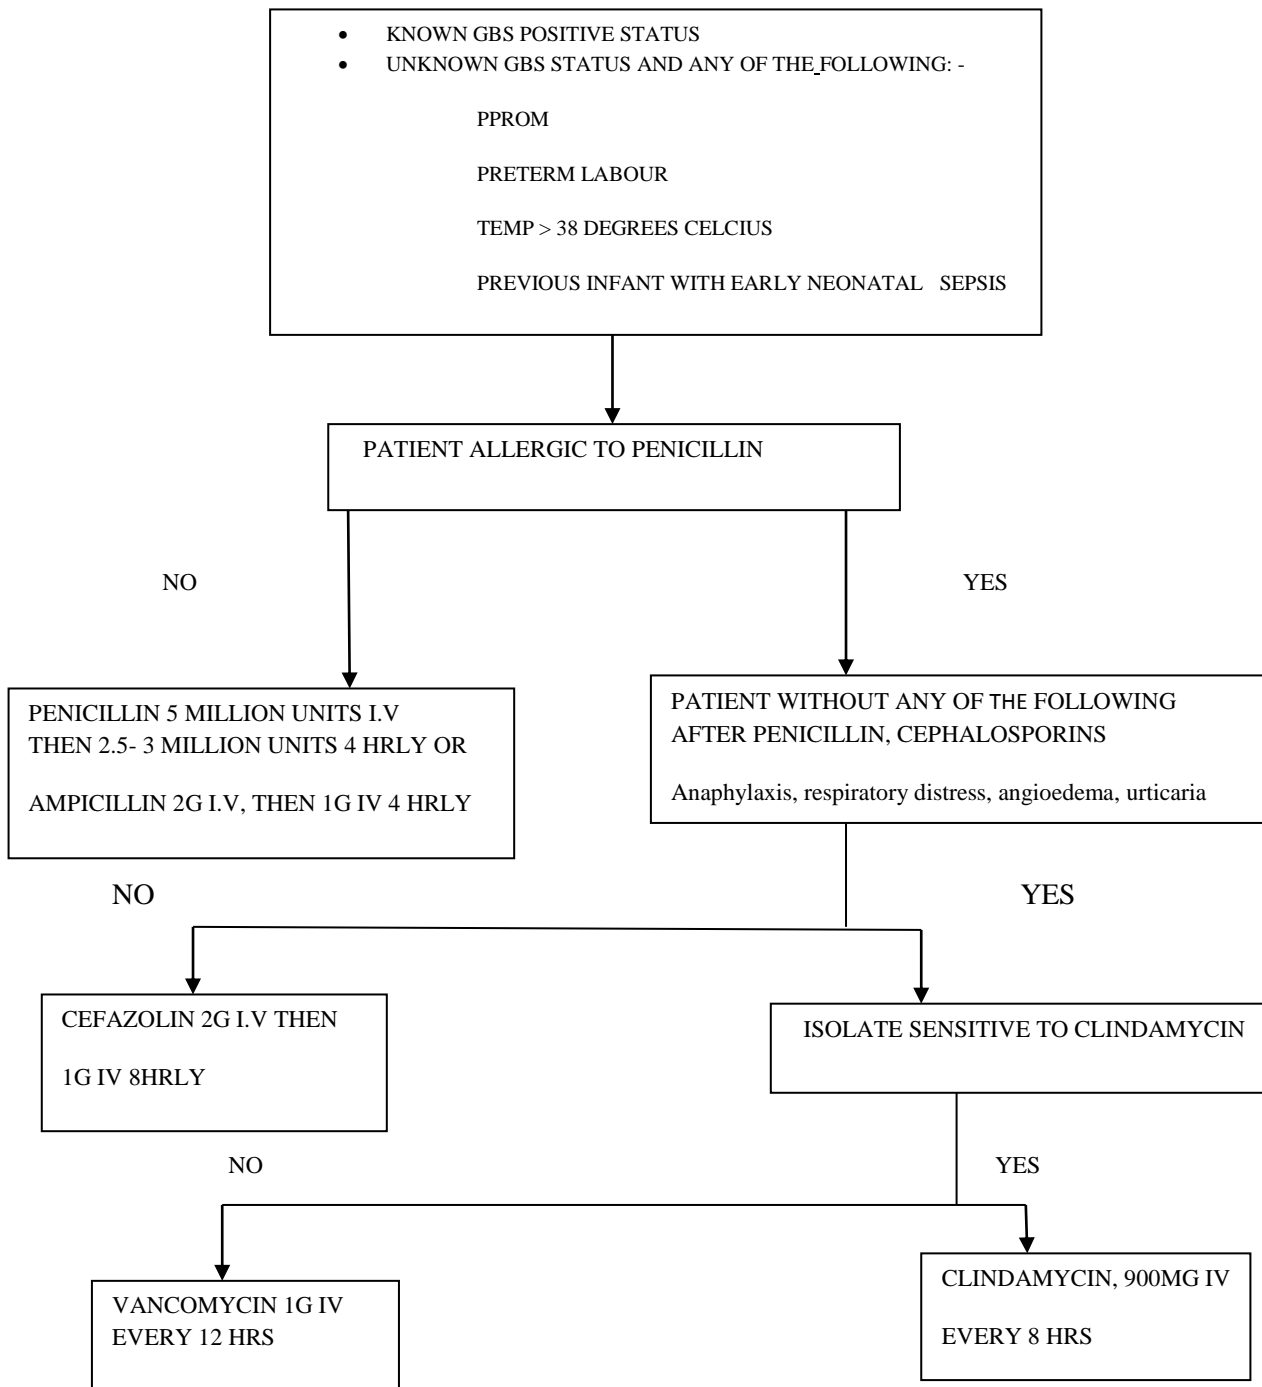 • KNOWN GBS POSITIVE STATUS
• UNKNOWN GBS STATUS AND ANY OF THE FOLLOWING: -
PPROM
PRETERM LABOUR
TEMP > 38 DEGREES CELCIUS
PREVIOUS INFANT WITH EARLY NEONATAL SEPSIS
PATIENT ALLERGIC TO PENICILLIN
NO
YES
PENICILLIN 5 MILLION UNITS I.V
THEN 2.5- 3 MILLION UNITS 4 HRLY OR
AMPICILLIN 2G I.V, THEN 1G IV 4 HRLY
PATIENT WITHOUT ANY OF THE FOLLOWING
AFTER PENICILLIN, CEPHALOSPORINS
Anaphylaxis, respiratory distress, angioedema, urticaria
NO
YES
CEFAZOLIN 2G I.V THEN
1G IV 8HRLY
ISOLATE SENSITIVE TO CLINDAMYCIN
NO
YES
VANCOMYCIN 1G IV
EVERY 12 HRS
CLINDAMYCIN, 900MG IV
EVERY 8 HRS